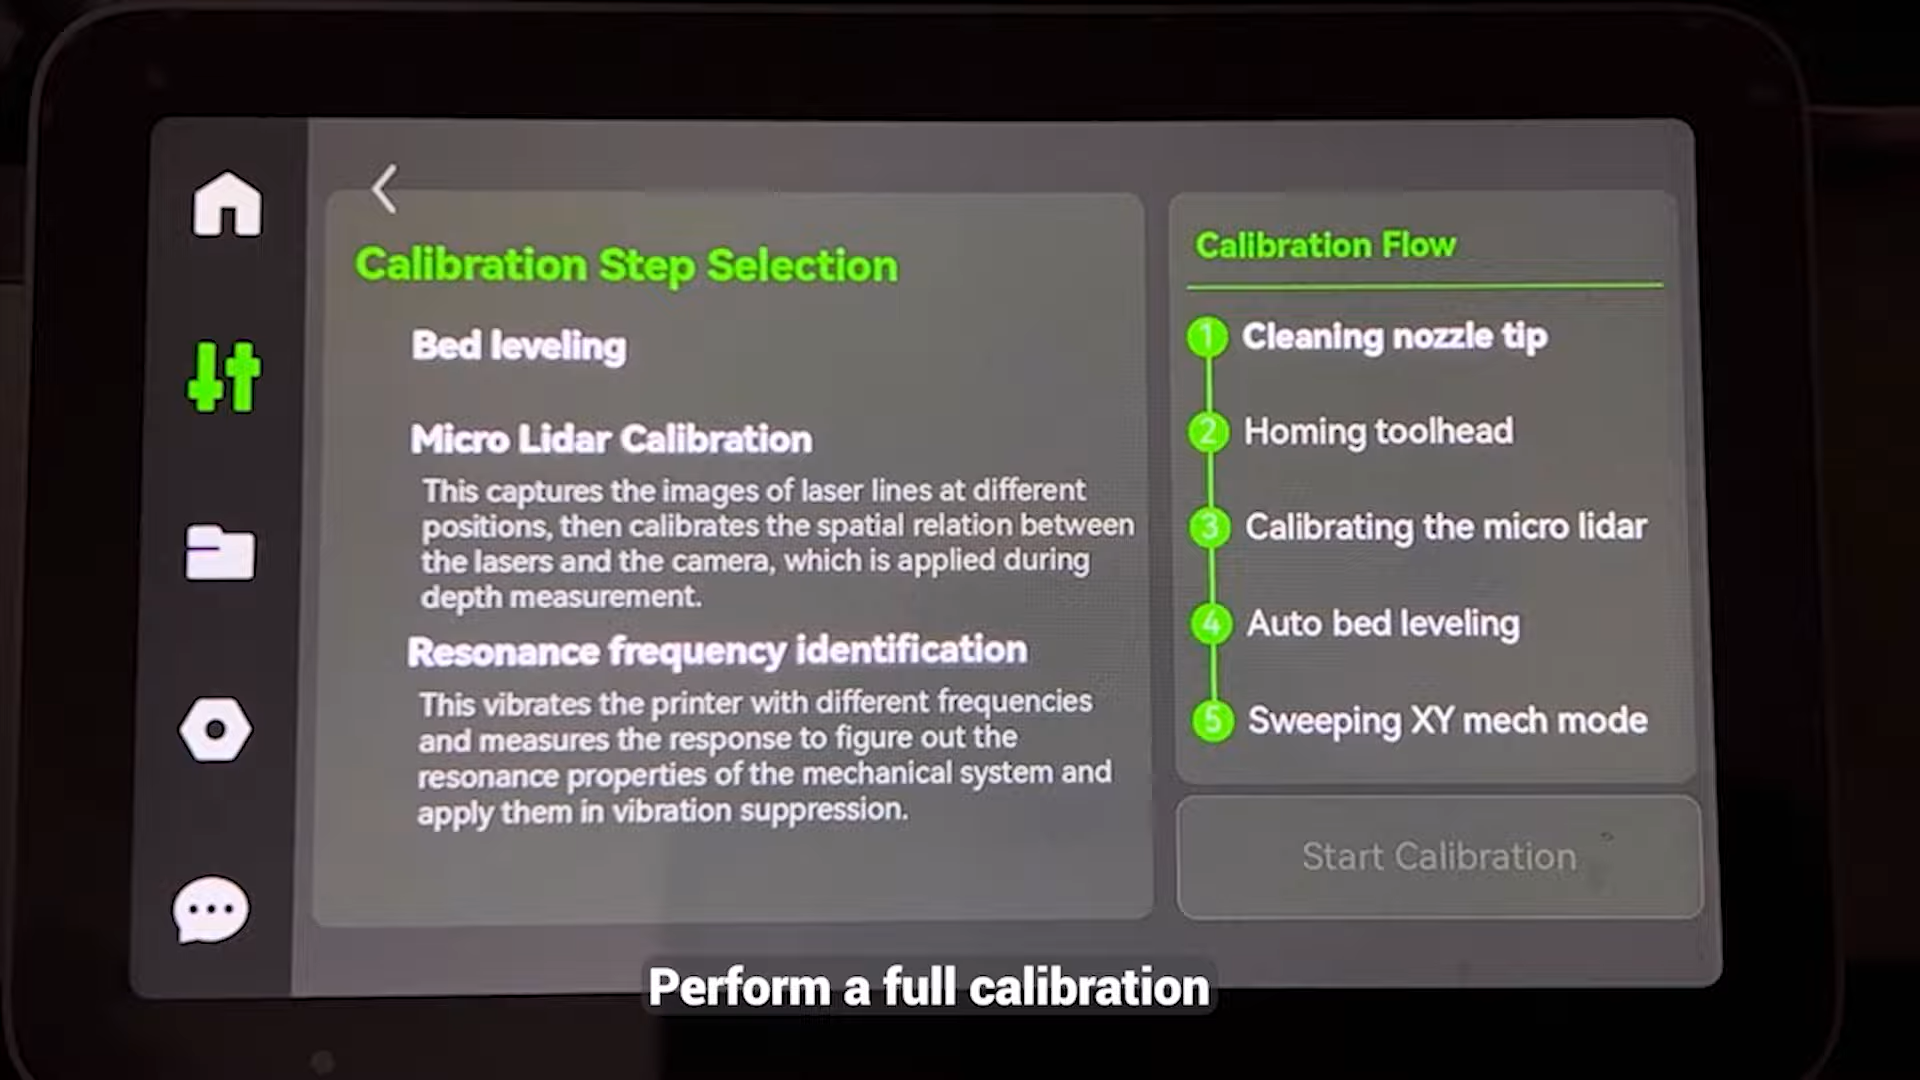 Calibration Step Selection
Bed leveling
Micro Lidar Calibration
This captures the images of laser lines at different
positions, then calibrates the spatial relation between
the lasers and the camera, which is applied during
depth measurement.
Resonance frequency identification
This vibrates the printer with different frequencies
and measures the response to figure out the
resonance properties of the mechanical system and
apply them in vibration suppression.
Calibration Flow
1 Cleaning nozzle tip
2 Homing toolhead
3 Calibrating the micro lidar
4 Auto bed leveling
5 Sweeping XY mech mode
Start Calibration
Perform a full calibration